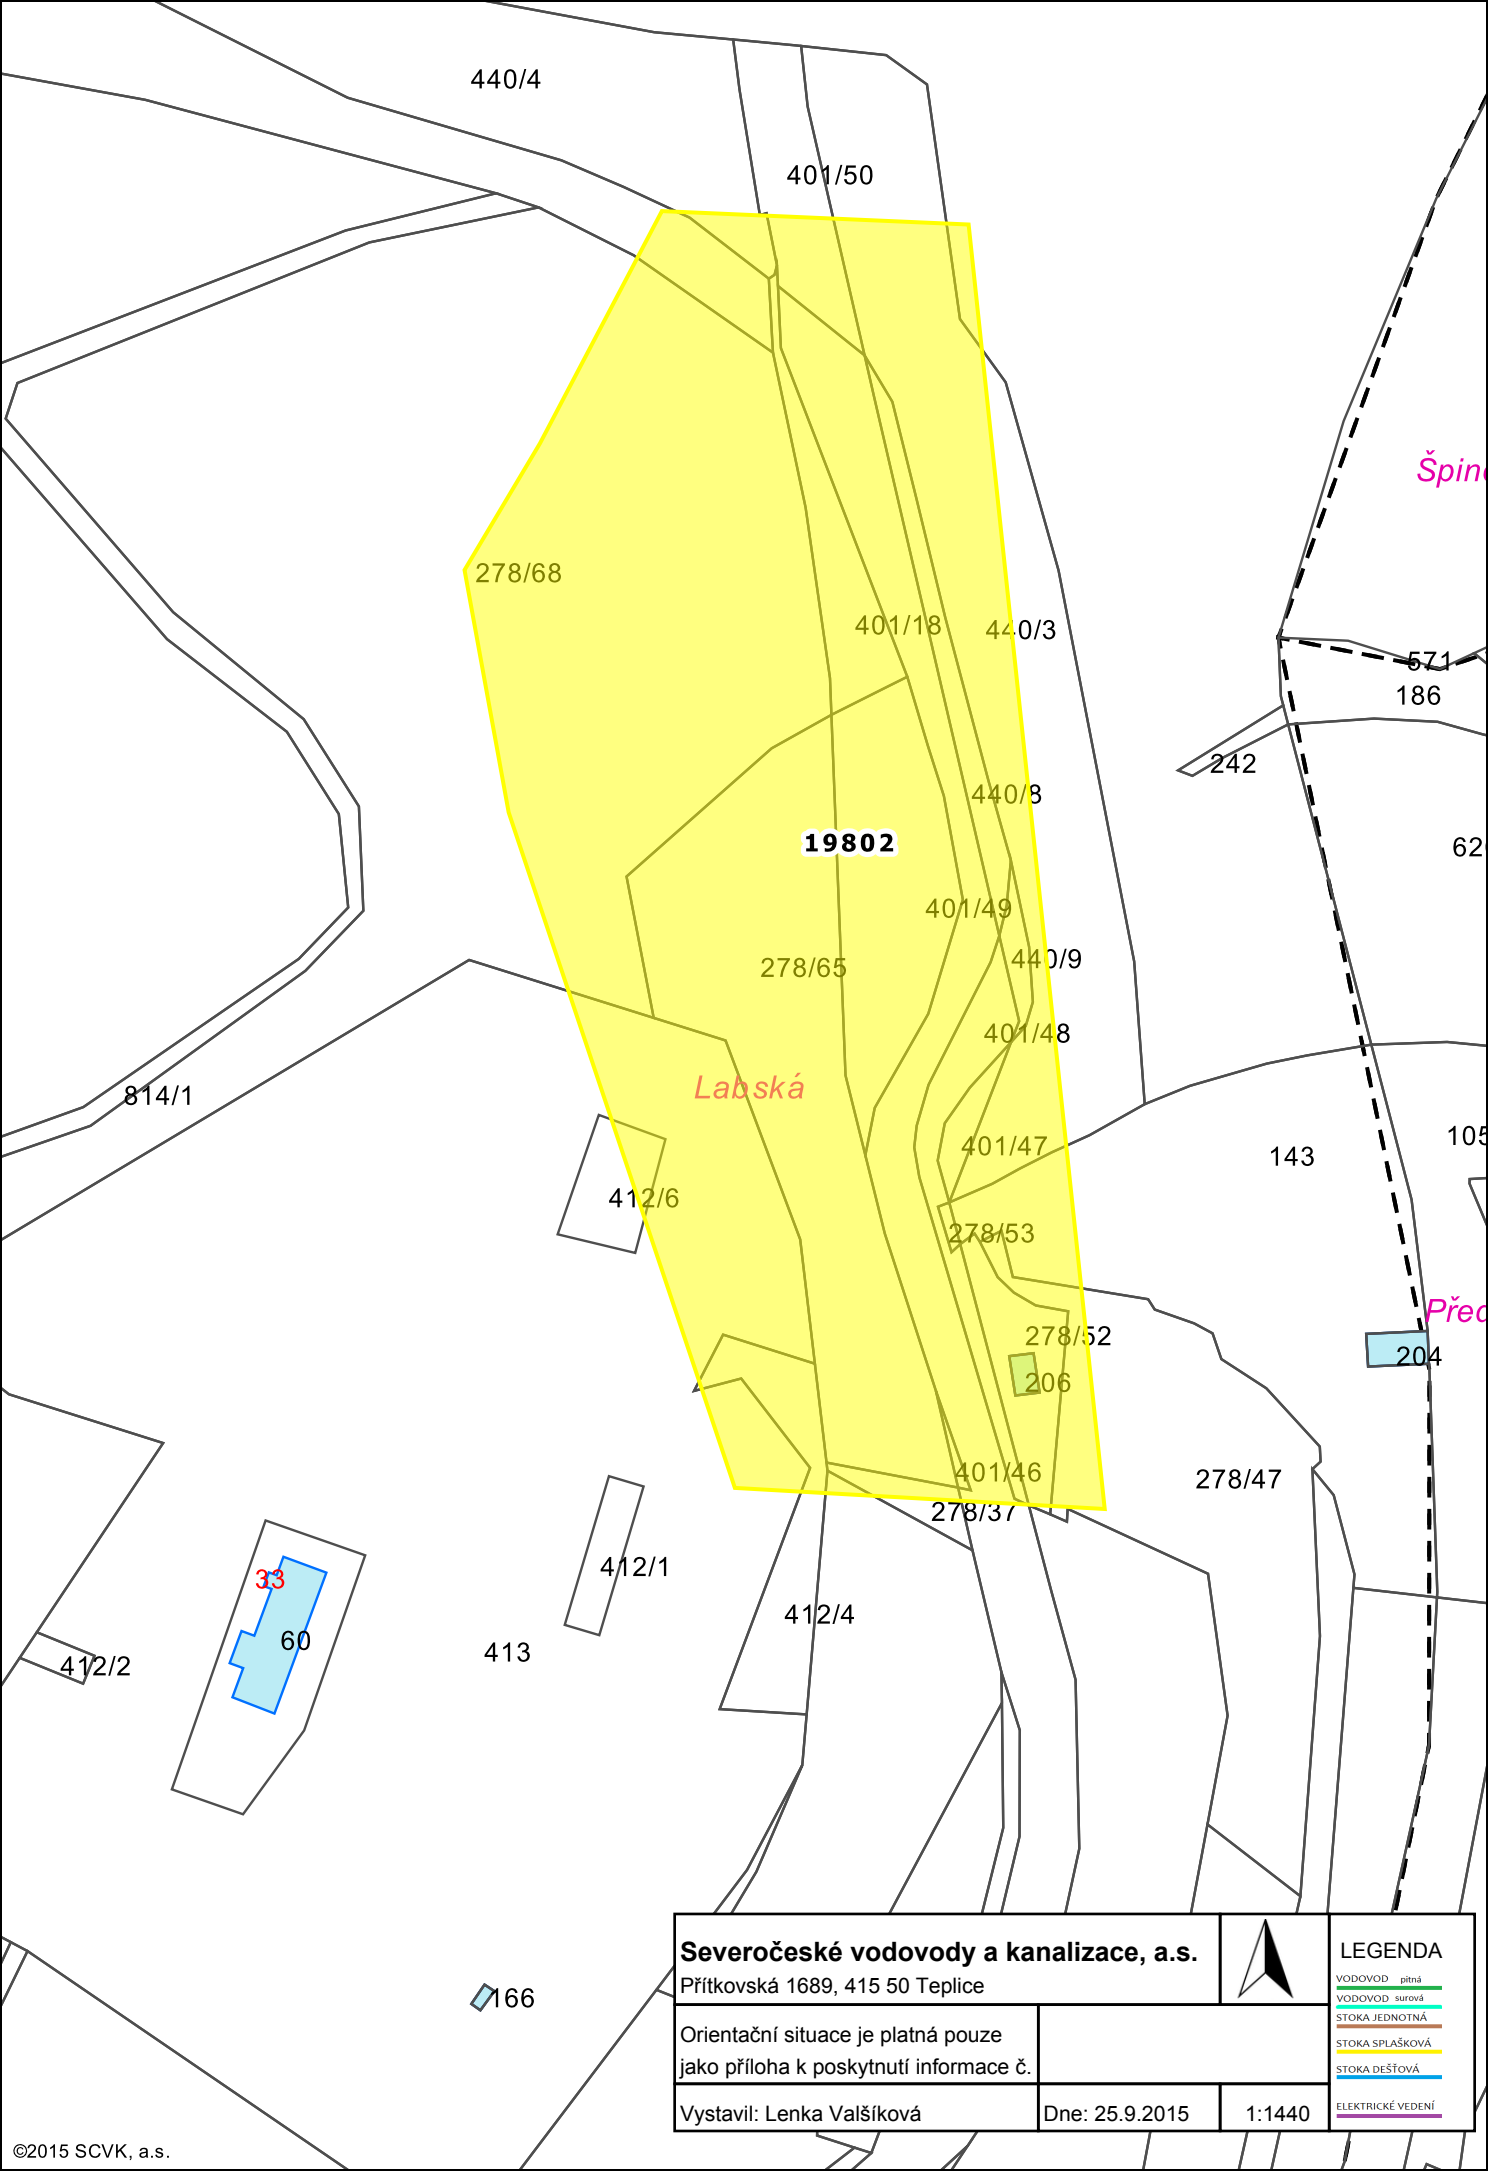 440/4
401/50
Špin
278/68
401/18
440/3
571
186
242
440/8
19802
62
401/49
440/9
278/65
401/48
Labská
814/1
105
401/47
143
412/6
278/53
Před
278/52
204
206
401/46
278/47
278/37
412/1
33
412/4
60
413
412/2
166
Severočeské vodovody a kanalizace, a.s.
Přítkovská 1689, 415 50 Teplice
Orientační situace je platná pouze
jako příloha k poskytnutí informace č.
Vystavil: Lenka Valšíková
Dne: 25.9.2015
1:1440
LEGENDA
VODOVOD pitná
VODOVOD surová
STOKA JEDNOTNÁ
STOKA SPLAŠKOVÁ
STOKA DEŠŤOVÁ
ELEKTRICKÉ VEDENÍ
©2015 SCVK, a.s.